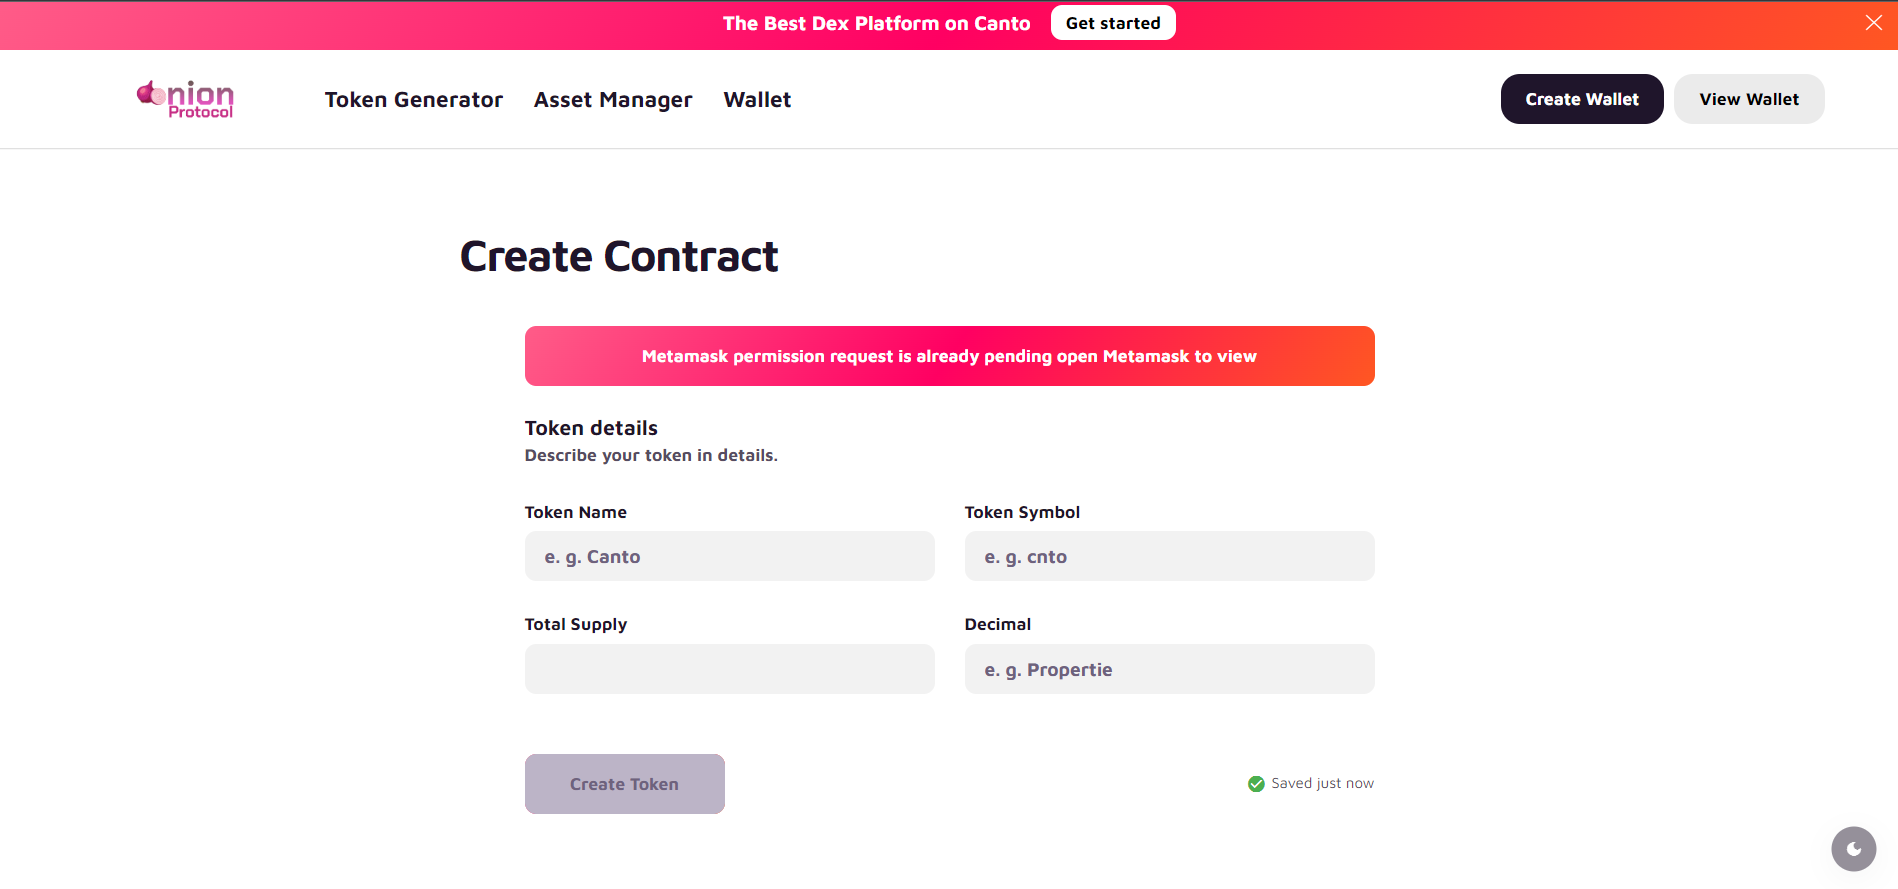 The Best Dex Platform on Canto
Get started
nion
Protocol
Token Generator
Asset Manager
Wallet
Create Wallet
View Wallet
Create Contract
Metamask permission request is already pending open Metamask to view
Token details
Describe your token in details.
Token Name
Token Symbol
e. g. Canto
e. g. cnto
Total Supply
Decimal
e. g. Propertie
Create Token
Saved just now